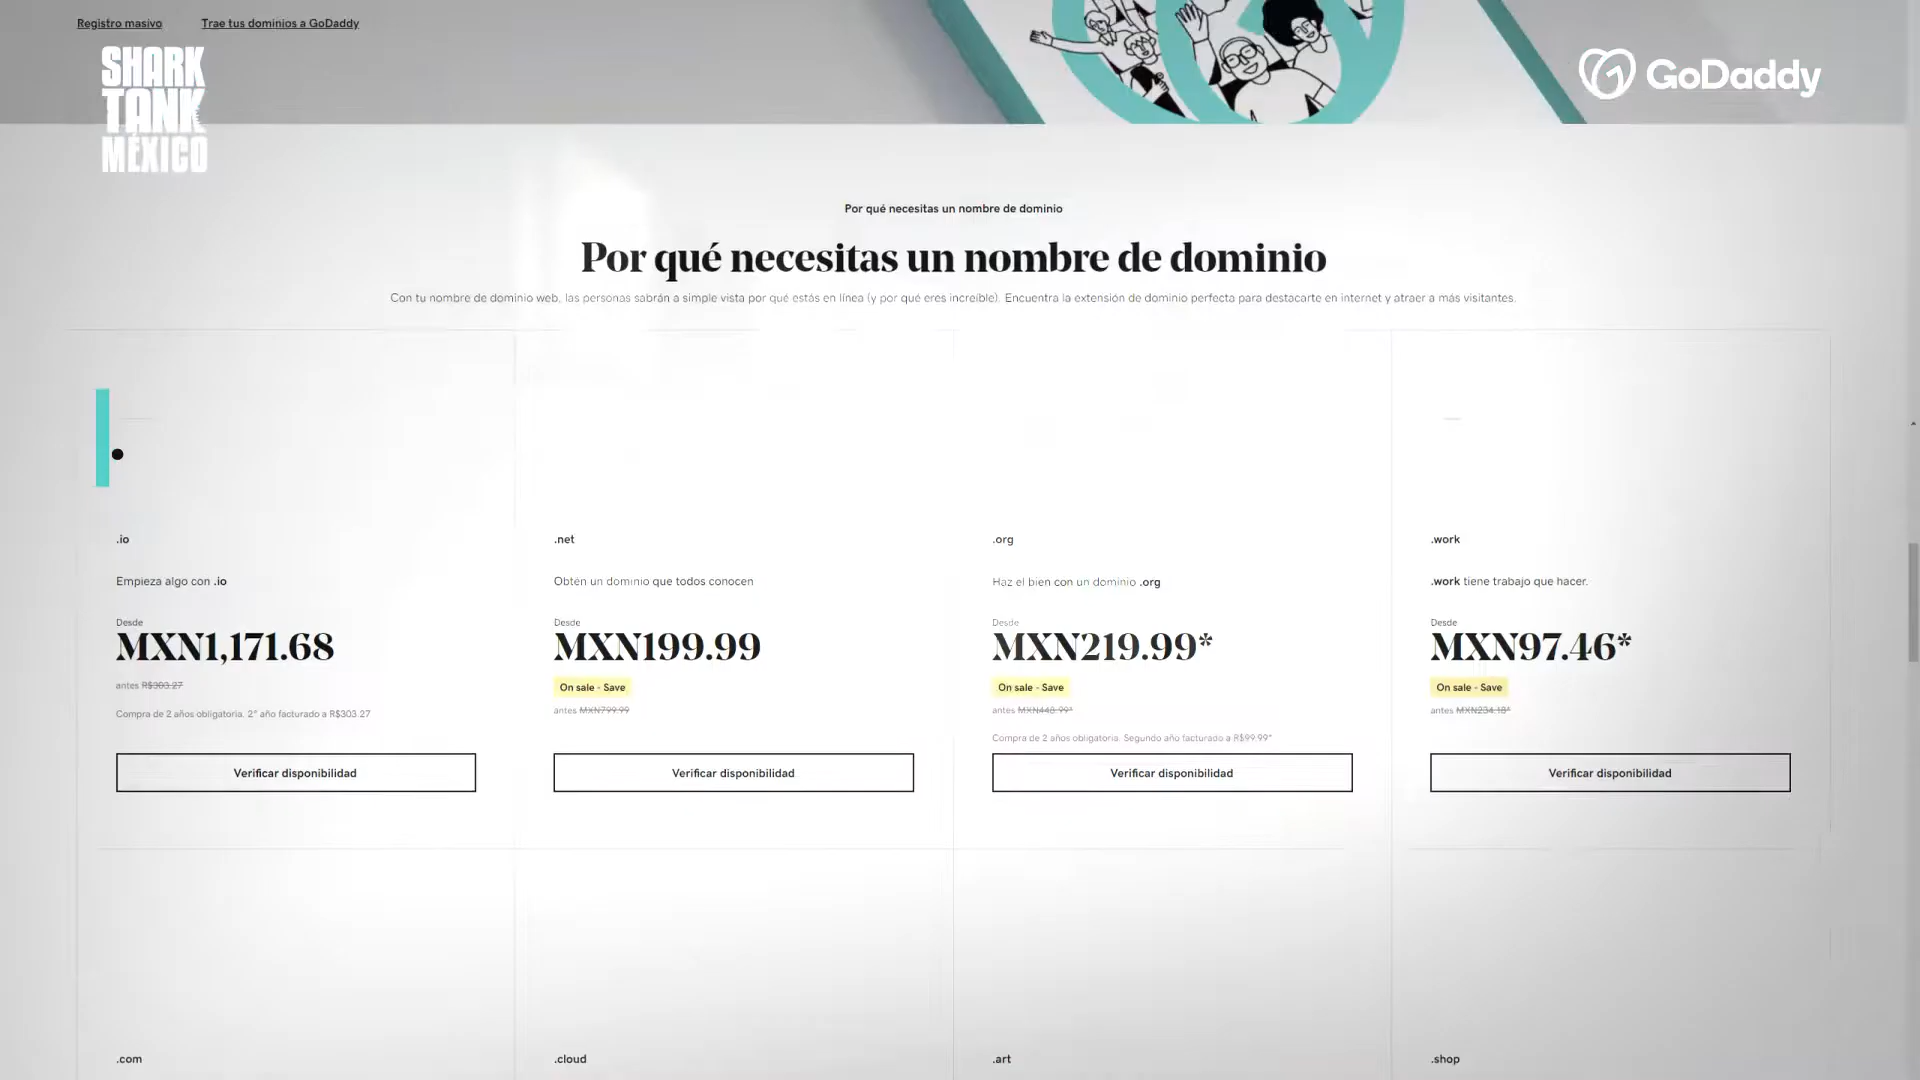 Registro masivo
Trae tus dominios a GoDaddy
SHARK
TANK
MÉXICO
GoDaddy
Por qué necesitas un nombre de dominio
Por qué necesitas un nombre de dominio
Con tu nombre de dominio web, las personas sabrán a simple vista por qué estás en línea (y por qué eres increíble). Encuentra la extensión de dominio perfecta para destacarte en internet y atraer a más visitantes.
.io
Empieza algo con .io
Desde
MXN1,171.68
antes R$303.27
Compra de 2 años obligatoria. 2° año facturado a R$303.27
Verificar disponibilidad
.net
Obtén un dominio que todos conocen
Desde
MXN199.99
On sale - Save
antes MXN799.99
Verificar disponibilidad
.org
Haz el bien con un dominio .org
Desde
MXN219.99*
On sale - Save
antes MXN448.99*
Compra de 2 años obligatoria. Segundo año facturado a R$99.99*
Verificar disponibilidad
.work
.work tiene trabajo que hacer.
Desde
MXN97.46*
On sale - Save
antes MXN234.18*
Verificar disponibilidad
.com
.cloud
.art
.shop